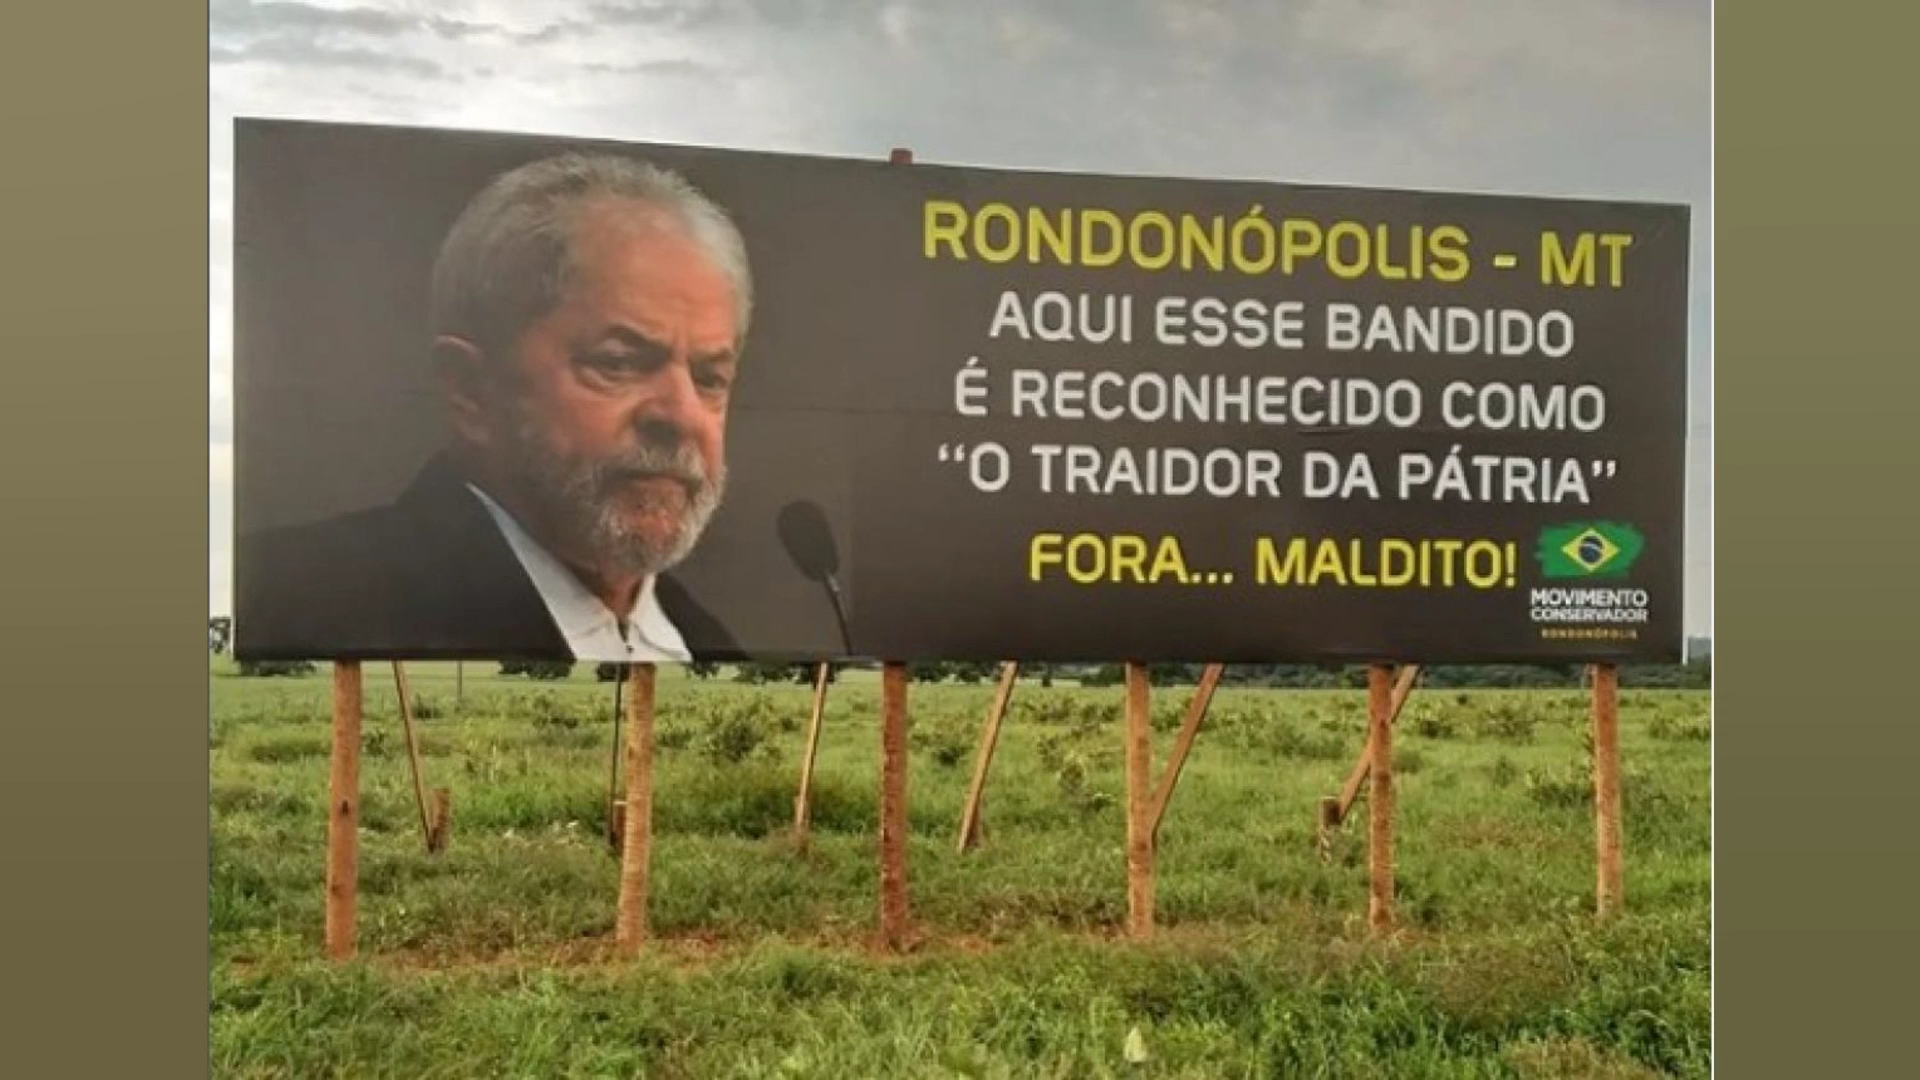 RONDONÓPOLIS - MT
AQUI ESSE BANDIDO
É RECONHECIDO COMO
“O TRAIDOR DA PÁTRIA”
FORA... MALDITO!
MOVIMENTO
CONSERVADOR
RONDONÓPOLIS